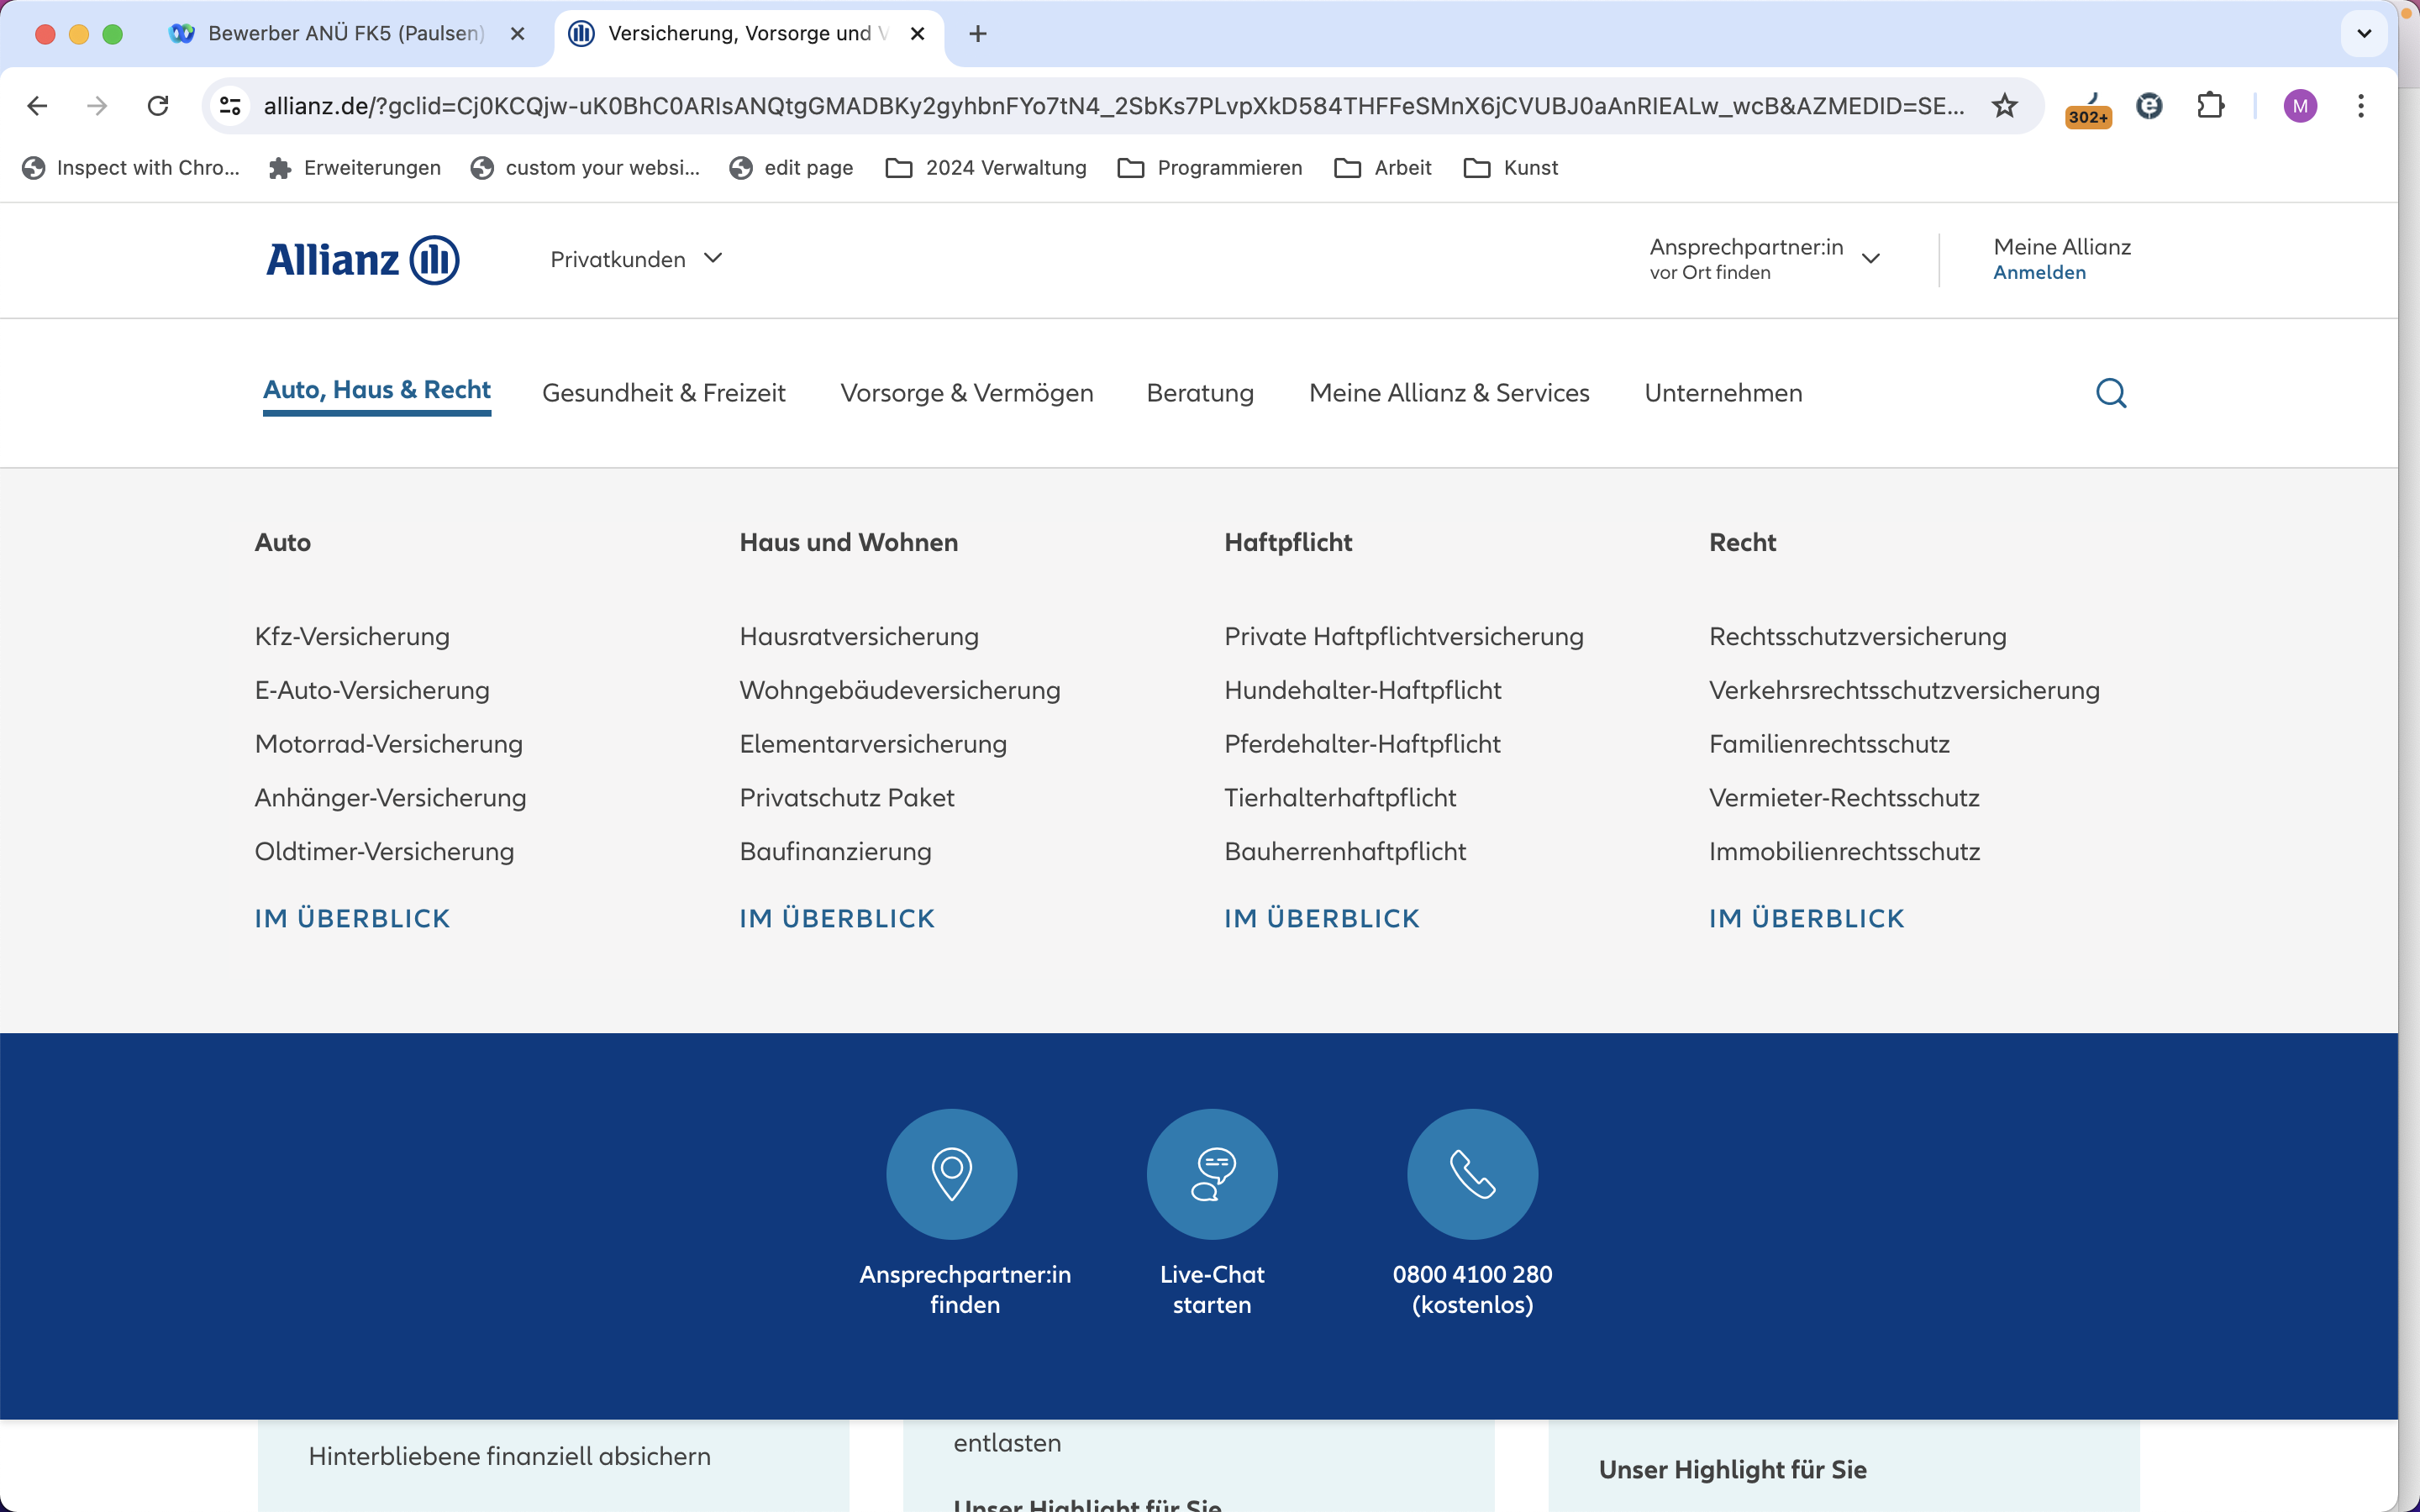 Bewerber ANÜ FK5 (Paulsen)
Versicherung, Vorsorge und V
allianz.de/?gclid=Cj0KCQjw-uK0BhC0ARIsANQtgGMADBKy2gyhbnFYo7tN4_2SbKs7PLvpXkD584THFFeSMnX6jCVUBJ0aAnRIEALw_wcB&AZMEDID=SE...
302+
M
Inspect with Chro...
Erweiterungen
custom your websi...
edit page
2024 Verwaltung
Programmieren
Arbeit
Kunst
Allianz
Privatkunden
Ansprechpartner:in
vor Ort finden
Meine Allianz
Anmelden
Auto, Haus & Recht
Gesundheit & Freizeit
Vorsorge & Vermögen
Beratung
Meine Allianz & Services
Unternehmen
Auto
Kfz-Versicherung
E-Auto-Versicherung
Motorrad-Versicherung
Anhänger-Versicherung
Oldtimer-Versicherung
IM ÜBERBLICK
Haus und Wohnen
Hausratversicherung
Wohngebäudeversicherung
Elementarversicherung
Privatschutz Paket
Baufinanzierung
IM ÜBERBLICK
Haftpflicht
Private Haftpflichtversicherung
Hundehalter-Haftpflicht
Pferdehalter-Haftpflicht
Tierhalterhaftpflicht
Bauherrenhaftpflicht
IM ÜBERBLICK
Recht
Rechtsschutzversicherung
Verkehrsrechtsschutzversicherung
Familienrechtsschutz
Vermieter-Rechtsschutz
Immobilienrechtsschutz
IM ÜBERBLICK
Ansprechpartner:in
finden
Live-Chat
starten
0800 4100 280
(kostenlos)
Hinterbliebene finanziell absichern
entlasten
Unser Highlight für Sie
Unser Highlight für Sie